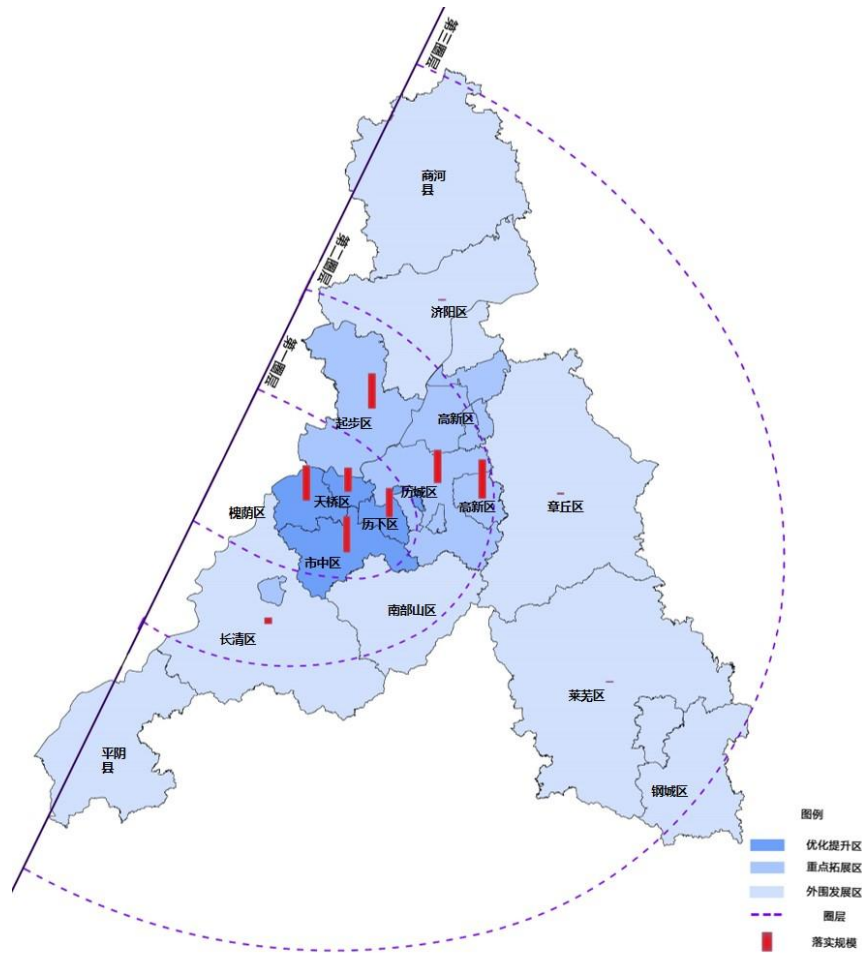 第三圈层
商河
县
第二圈层
济阳区
第一圈层
起步区
高新区
槐荫区
天桥区
历城区
历下区
高新区
章丘区
市中区
南部山区
长清区
莱芜区
平阴
县
钢城区
图例
优化提升区
重点拓展区
外围发展区
圈层
落实规模